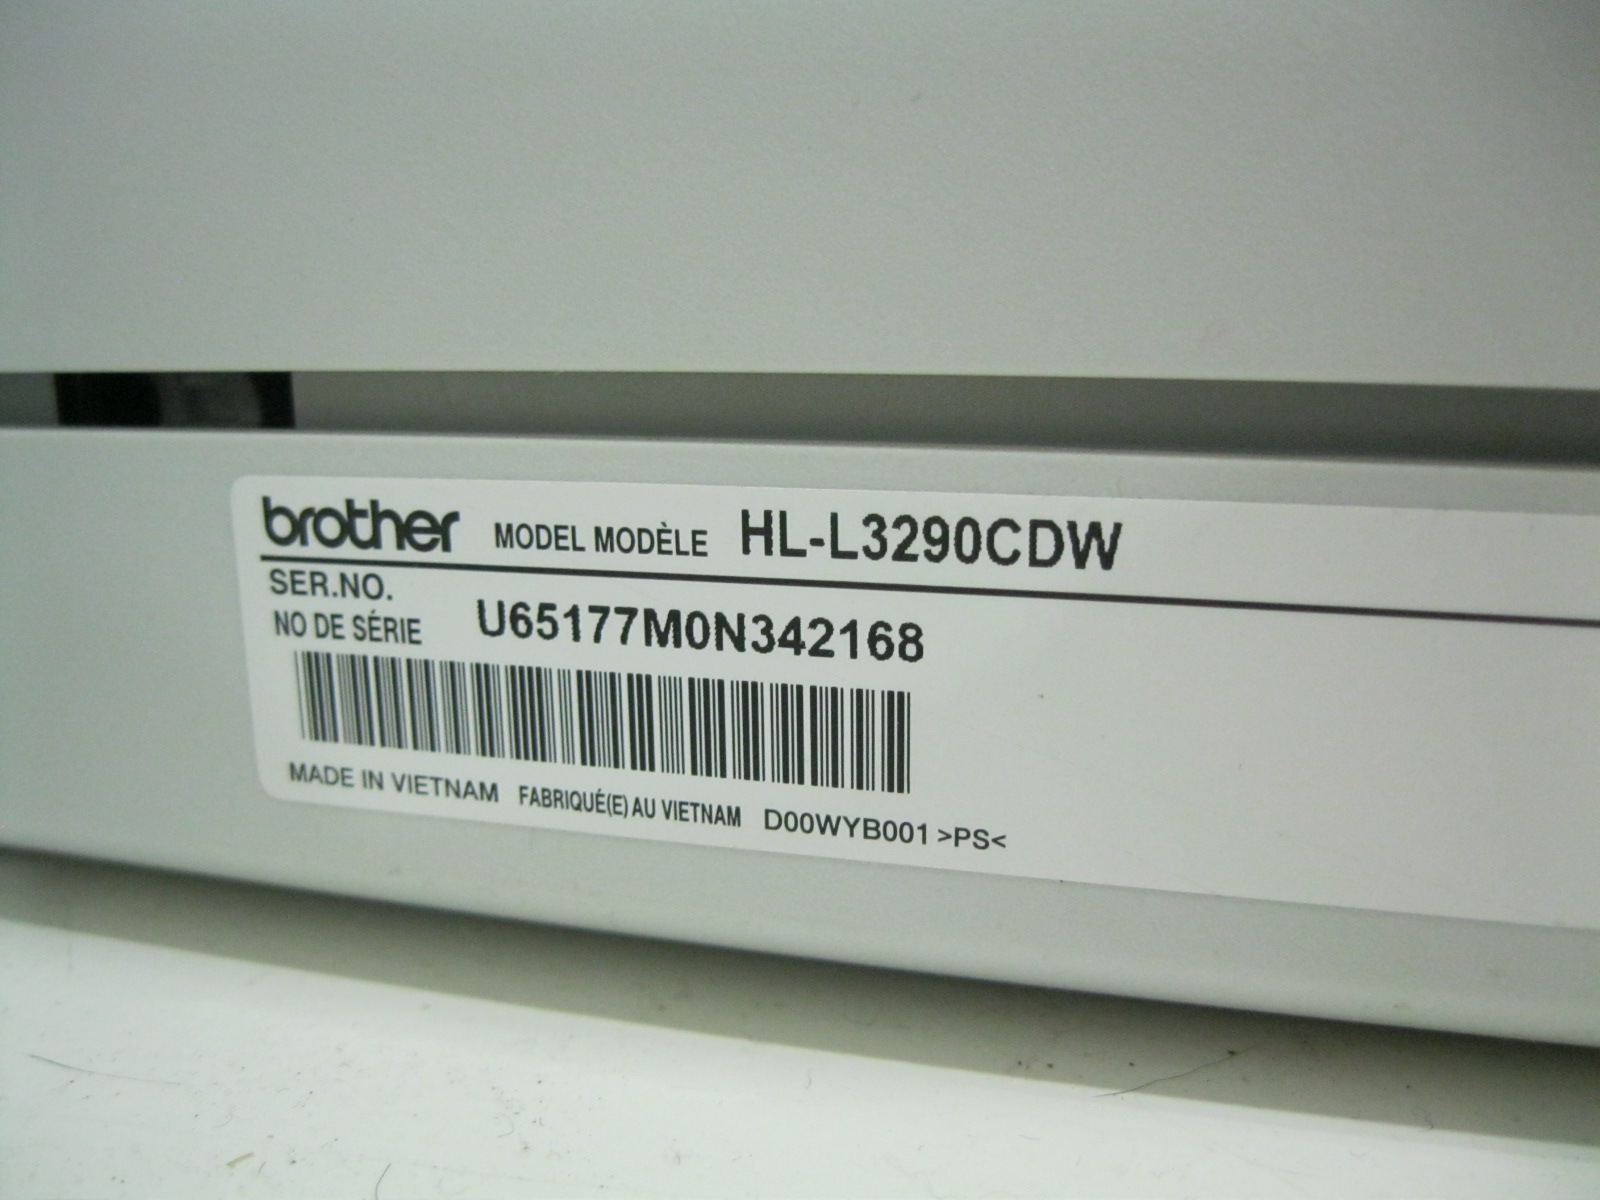 brother MODEL MODÈLE HL-L3290CDW
SER.NO.
NO DE SÉRIE U65177M0N342168
MADE IN VIETNAM FABRIQUÉ(E) AU VIETNAM D00WYB001 >PS<